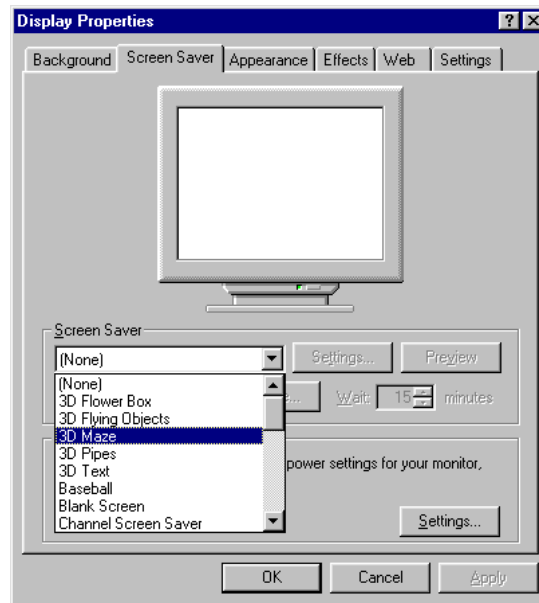 Display Properties
Background Screen Saver Appearance Effects Web Settings
Screen Saver
(None) Settings... Preview
(None)
3D Flower Box
3D Flying Objects
Wait: 15 minutes
3D Maze
3D Pipes
power settings for your monitor,
3D Text
Baseball
Blank Screen
Channel Screen Saver
Settings...
OK Cancel Apply